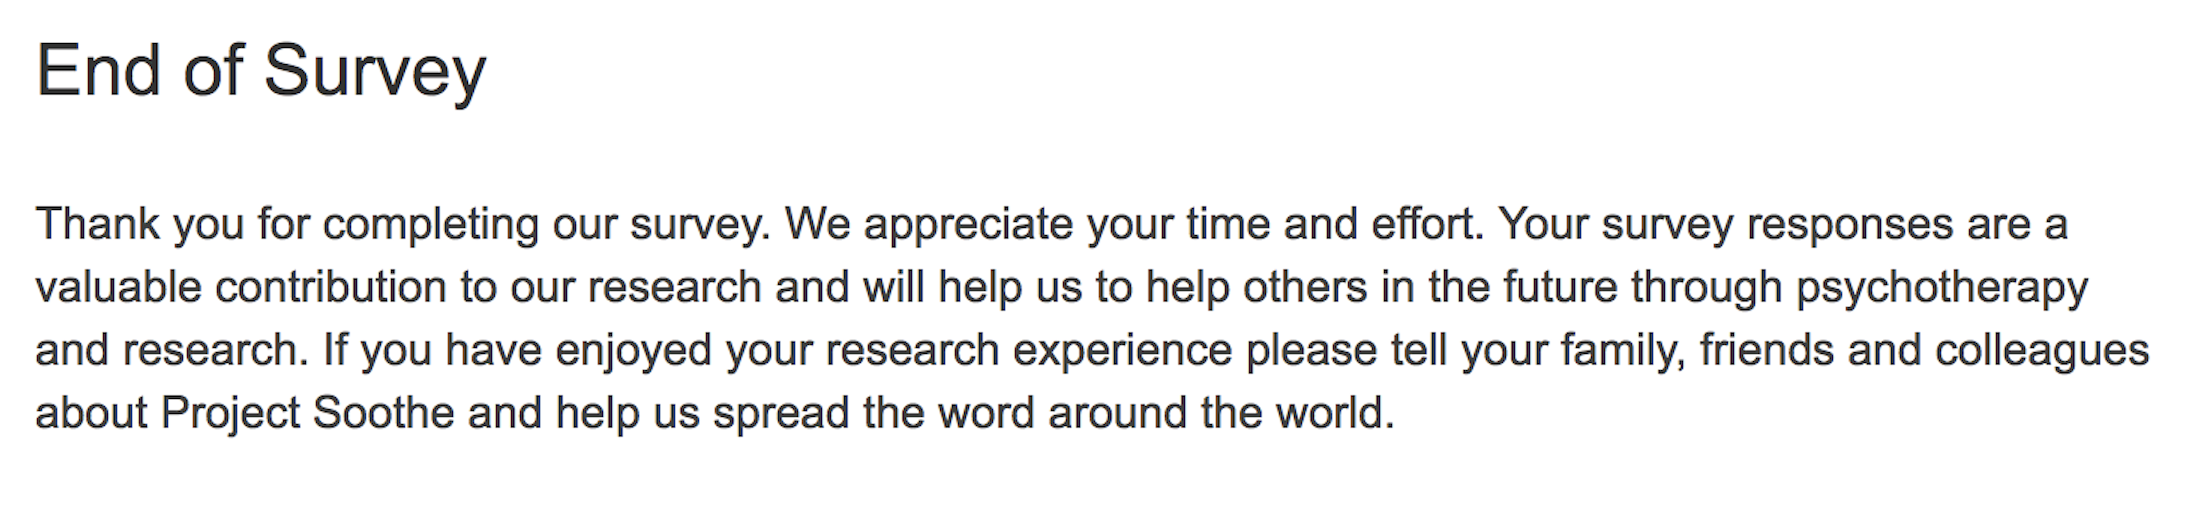 End of Survey
Thank you for completing our survey. We appreciate your time and effort. Your survey responses are a
valuable contribution to our research and will help us to help others in the future through psychotherapy
and research. If you have enjoyed your research experience please tell your family, friends and colleagues
about Project Soothe and help us spread the word around the world.